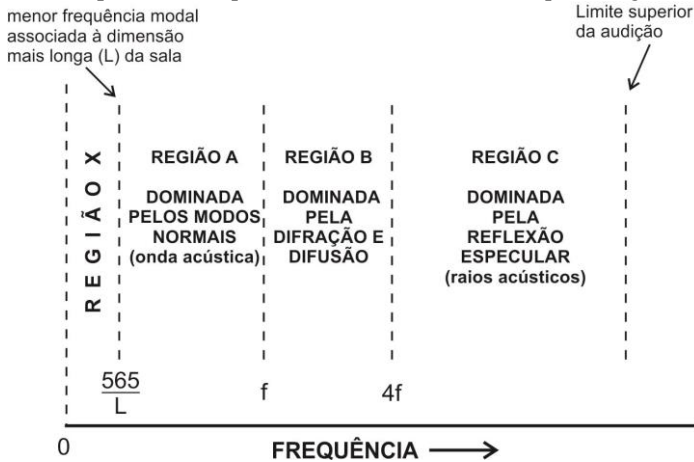 menor frequência modal
associada à dimensão
mais longa (L) da sala
Limite superior
da audição
REGIÃO X
REGIÃO A
DOMINADA
PELOS MODOS
NORMAIS
(onda acústica)
REGIÃO B
DOMINADA
PELA
DIFRAÇÃO E
DIFUSÃO
REGIÃO C
DOMINADA
PELA
REFLEXÃO
ESPECULAR
(raios acústicos)
565
L
f
4f
0
FREQUÊNCIA